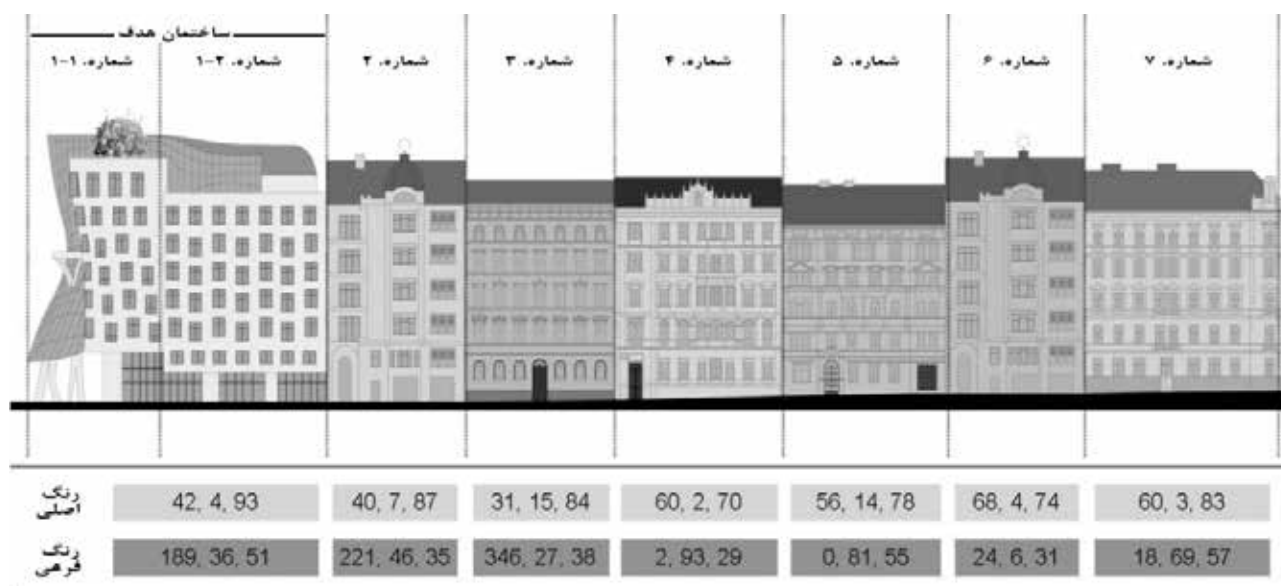 ساختمان هدف
شماره. ۱-۱ شماره. ۲-۱ شماره. ۲ شماره. ۳ شماره. ۴ شماره. ۵ شماره. ۶ شماره. ۷
رنگ اصلی 42, 4, 93 40, 7, 87 31, 15, 84 60, 2, 70 56, 14, 78 68, 4, 74 60, 3, 83
رنگ فرعی 189, 36, 51 221, 46, 35 346, 27, 38 2, 93, 29 0, 81, 55 24, 6, 31 18, 69, 57